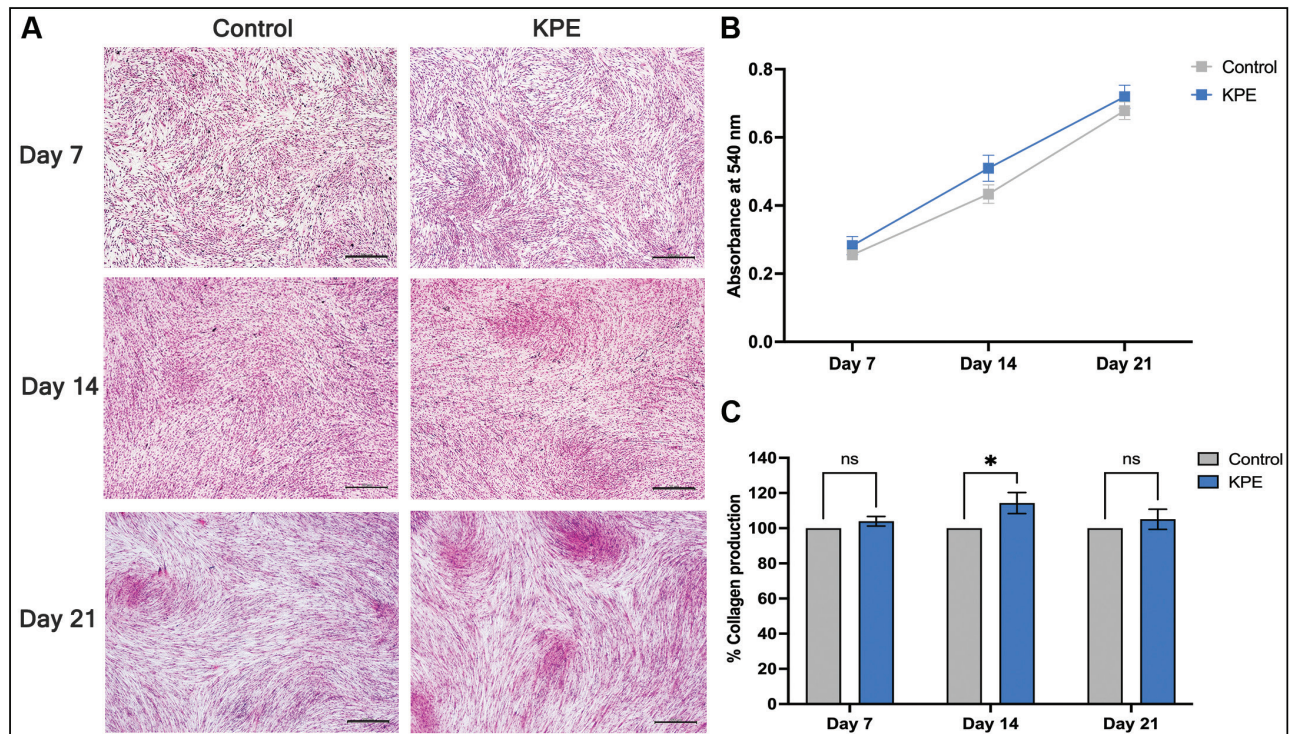 A
Control
KPE
Day 7
Day 14
Day 21
B
Absorbance at 540 nm
0.8
0.6
0.4
0.2
0.0
Day 7
Day 14
Day 21
Control
KPE
C
% Collagen production
140
120
100
80
60
40
20
0
ns
*
ns
Day 7
Day 14
Day 21
Control
KPE